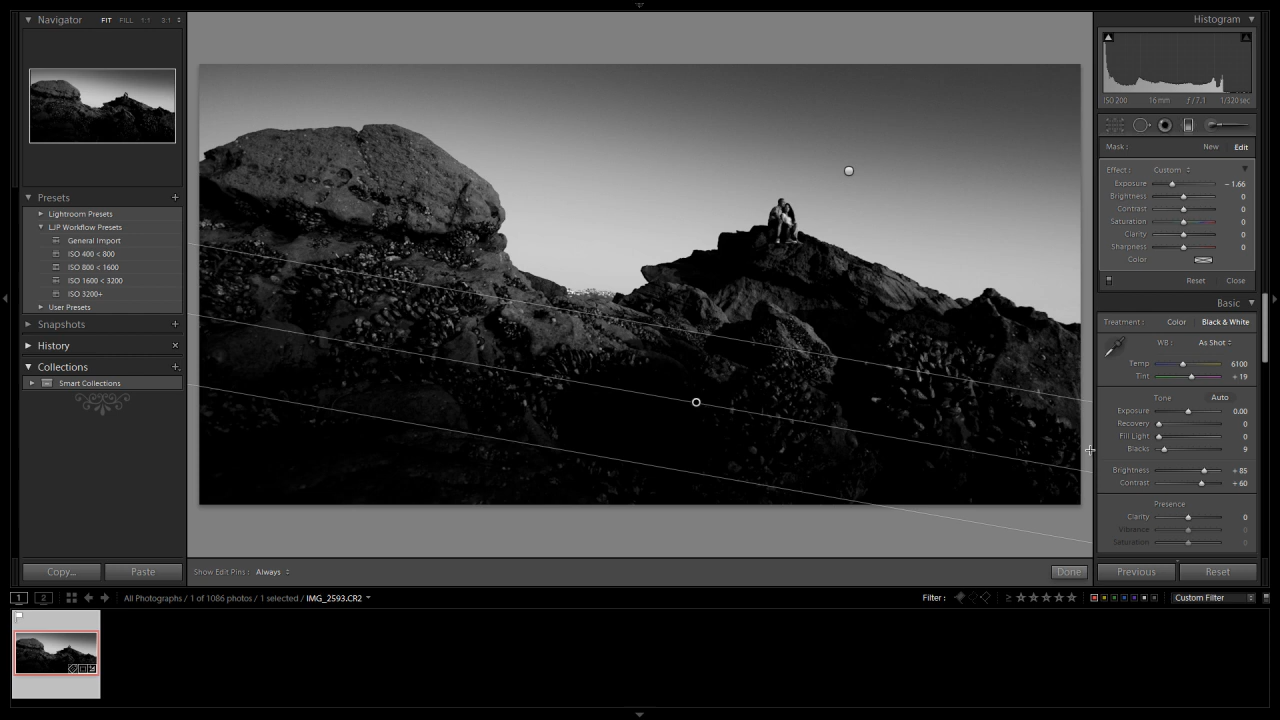 Navigator FIT FILL 1:1 3:1
Histogram
ISO 200 16mm ƒ / 7.1 1/320 sec
Mask : New Edit
Effect : Custom
Exposure – 1.66
Brightness 0
Contrast 0
Saturation 0
Clarity 0
Sharpness 0
Color
Reset Close
Presets +
Lightroom Presets
LJP Workflow Presets
General Import
ISO 400 < 800
ISO 800 < 1600
ISO 1600 < 3200
ISO 3200+
User Presets
Snapshots +
History ×
Collections +
Smart Collections
Basic
Treatment : Color Black & White
WB : As Shot
Temp 6100
Tint + 19
Tone Auto
Exposure 0.00
Recovery 0
Fill Light 0
Blacks 9
Brightness + 85
Contrast + 60
Presence
Clarity 0
Vibrance 0
Saturation 0
Copy... Paste
Show Edit Pins : Always Done
Previous Reset
1 2 All Photographs / 1 of 1086 photos / 1 selected / IMG_2593.CR2 Filter : ≥ ★★★★★ Custom Filter